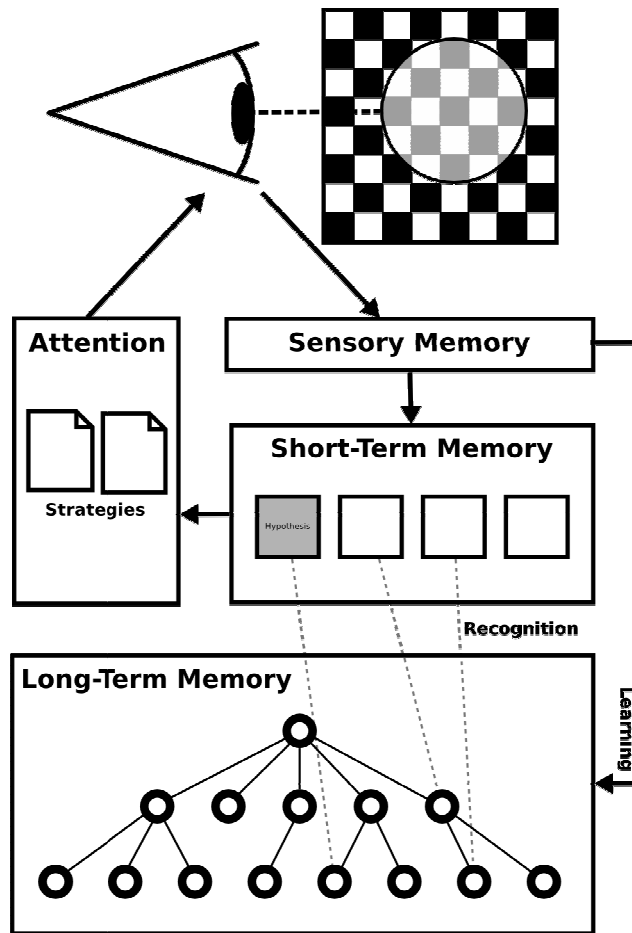 Attention
Sensory Memory
Short-Term Memory
Hypothesis
Strategies
Recognition
Long-Term Memory
Learning